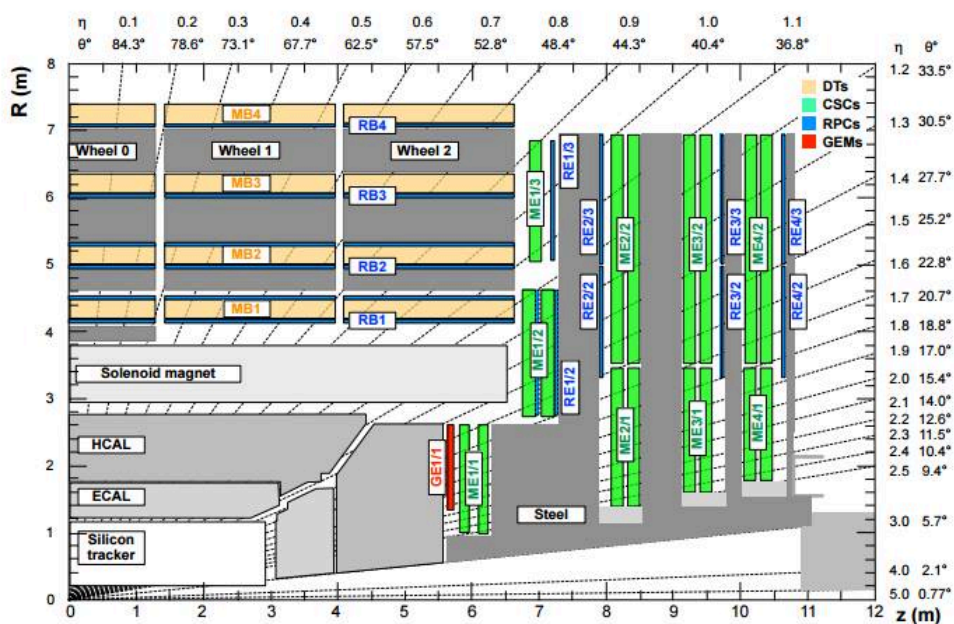 η 0.1 0.2 0.3 0.4 0.5 0.6 0.7 0.8 0.9 1.0 1.1
θ° 84.3° 78.6° 73.1° 67.7° 62.5° 57.5° 52.8° 48.4° 44.3° 40.4° 36.8° η θ°
R (m)
8 7 6 5 4 3 2 1 0
1.2 33.5°
1.3 30.5°
1.4 27.7°
1.5 25.2°
1.6 22.8°
1.7 20.7°
1.8 18.8°
1.9 17.0°
2.0 15.4°
2.1 14.0°
2.2 12.6°
2.3 11.5°
2.4 10.4°
2.5 9.4°
3.0 5.7°
4.0 2.1°
5.0 0.77°
DTs
CSCs
RPCs
GEMs
MB4
RB4
Wheel 0 Wheel 1 Wheel 2
MB3
RB3
MB2
RB2
MB1
RB1
Solenoid magnet
HCAL
ECAL
Silicon
tracker
Steel
GE1/1
ME1/1
ME1/2
ME1/3
RE1/3
RE1/2
RE2/3
RE2/2
ME2/2
ME2/1
ME3/2
ME3/1
RE3/3
RE3/2
ME4/2
ME4/1
RE4/3
RE4/2
0 1 2 3 4 5 6 7 8 9 10 11 12
z (m)